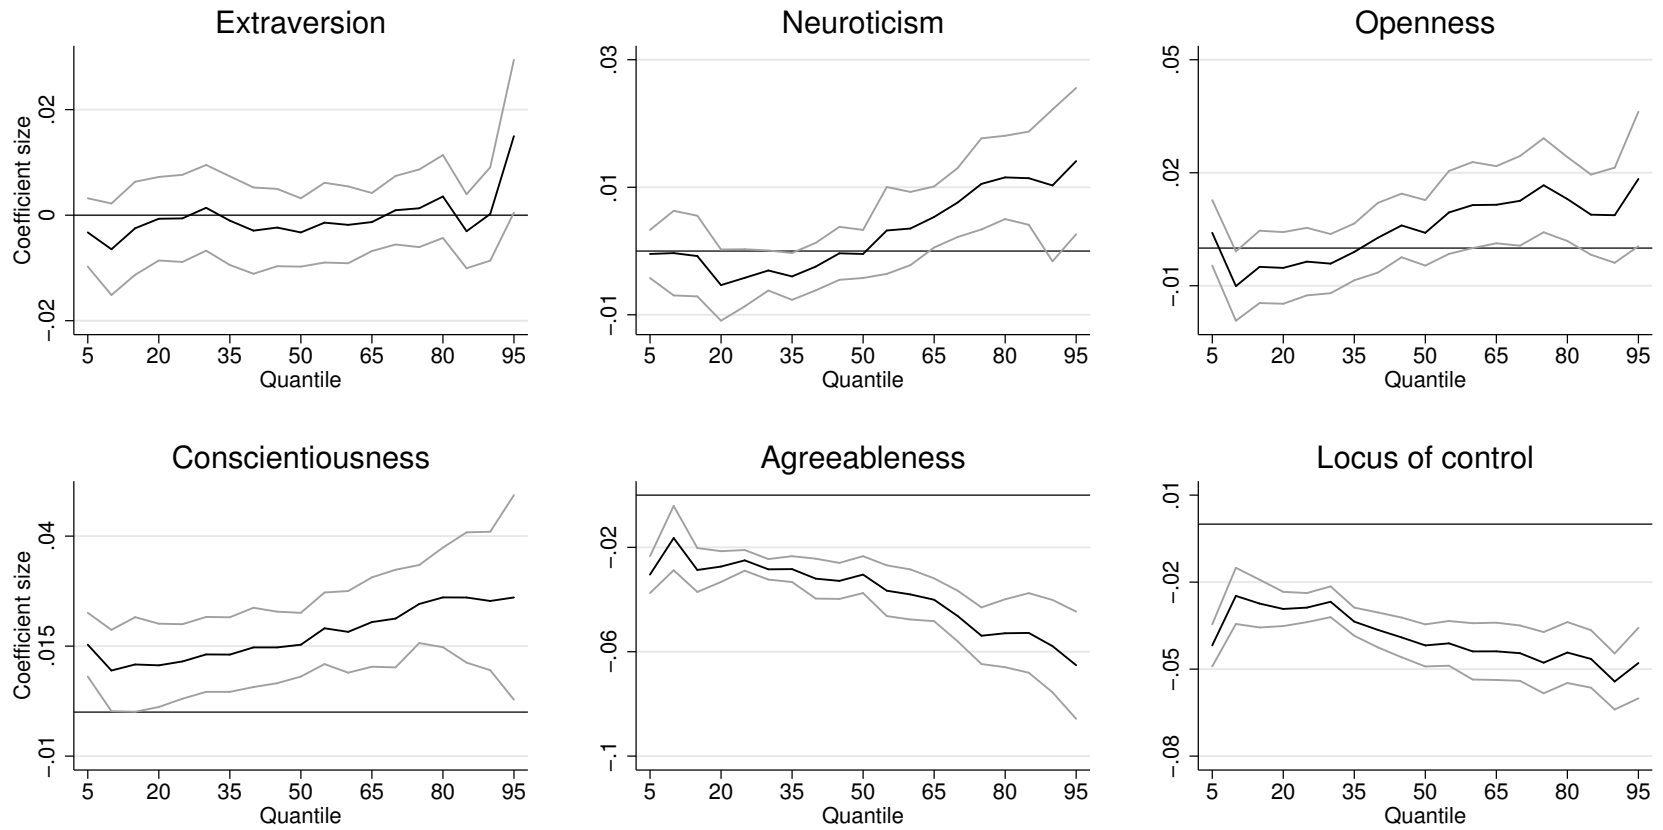 Extraversion
Coefficient size
.02
0
-.02
5 20 35 50 65 80 95
Quantile
Neuroticism
.03
.01
-.01
5 20 35 50 65 80 95
Quantile
Openness
.05
.02
-.01
5 20 35 50 65 80 95
Quantile
Conscientiousness
Coefficient size
.04
.015
-.01
5 20 35 50 65 80 95
Quantile
Agreeableness
-.02
-.06
-.1
5 20 35 50 65 80 95
Quantile
Locus of control
.01
-.02
-.05
-.08
5 20 35 50 65 80 95
Quantile